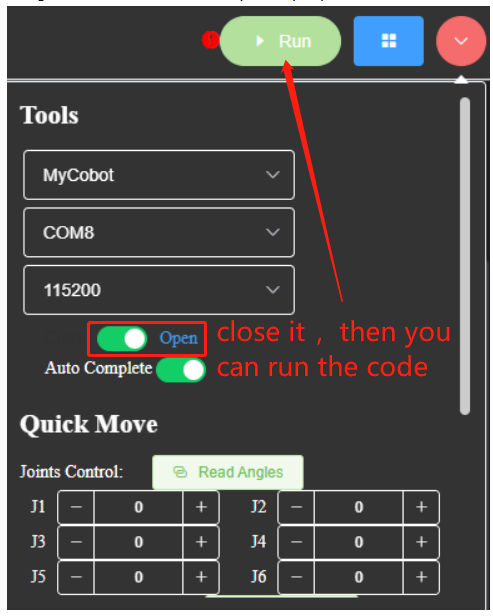 Run
Tools
MyCobot
COM8
115200
Open
close it , then you
Auto Complete
can run the code
Quick Move
Joints Control:
Read Angles
J1 − 0 + J2 − 0 +
J3 − 0 + J4 − 0 +
J5 − 0 + J6 − 0 +